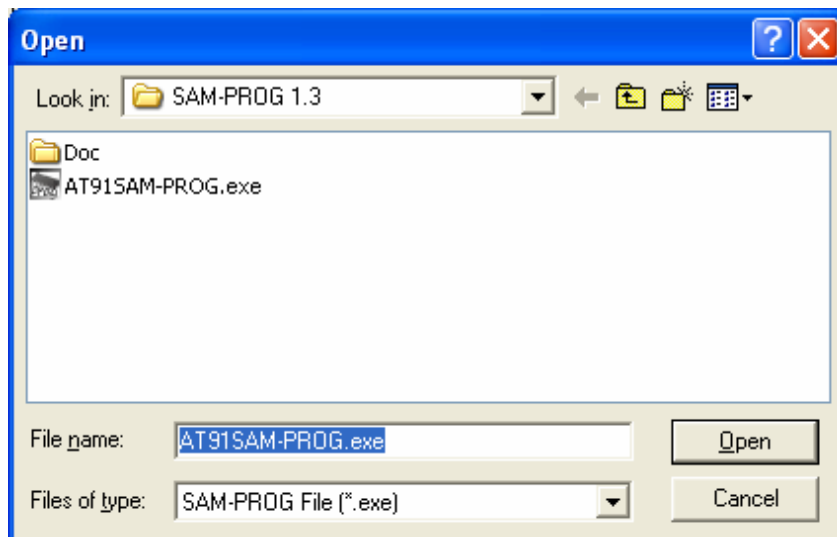 Open
Look in: SAM-PROG 1.3
Doc
AT91SAM-PROG.exe
File name: AT91SAM-PROG.exe Open
Files of type: SAM-PROG File (*.exe) Cancel